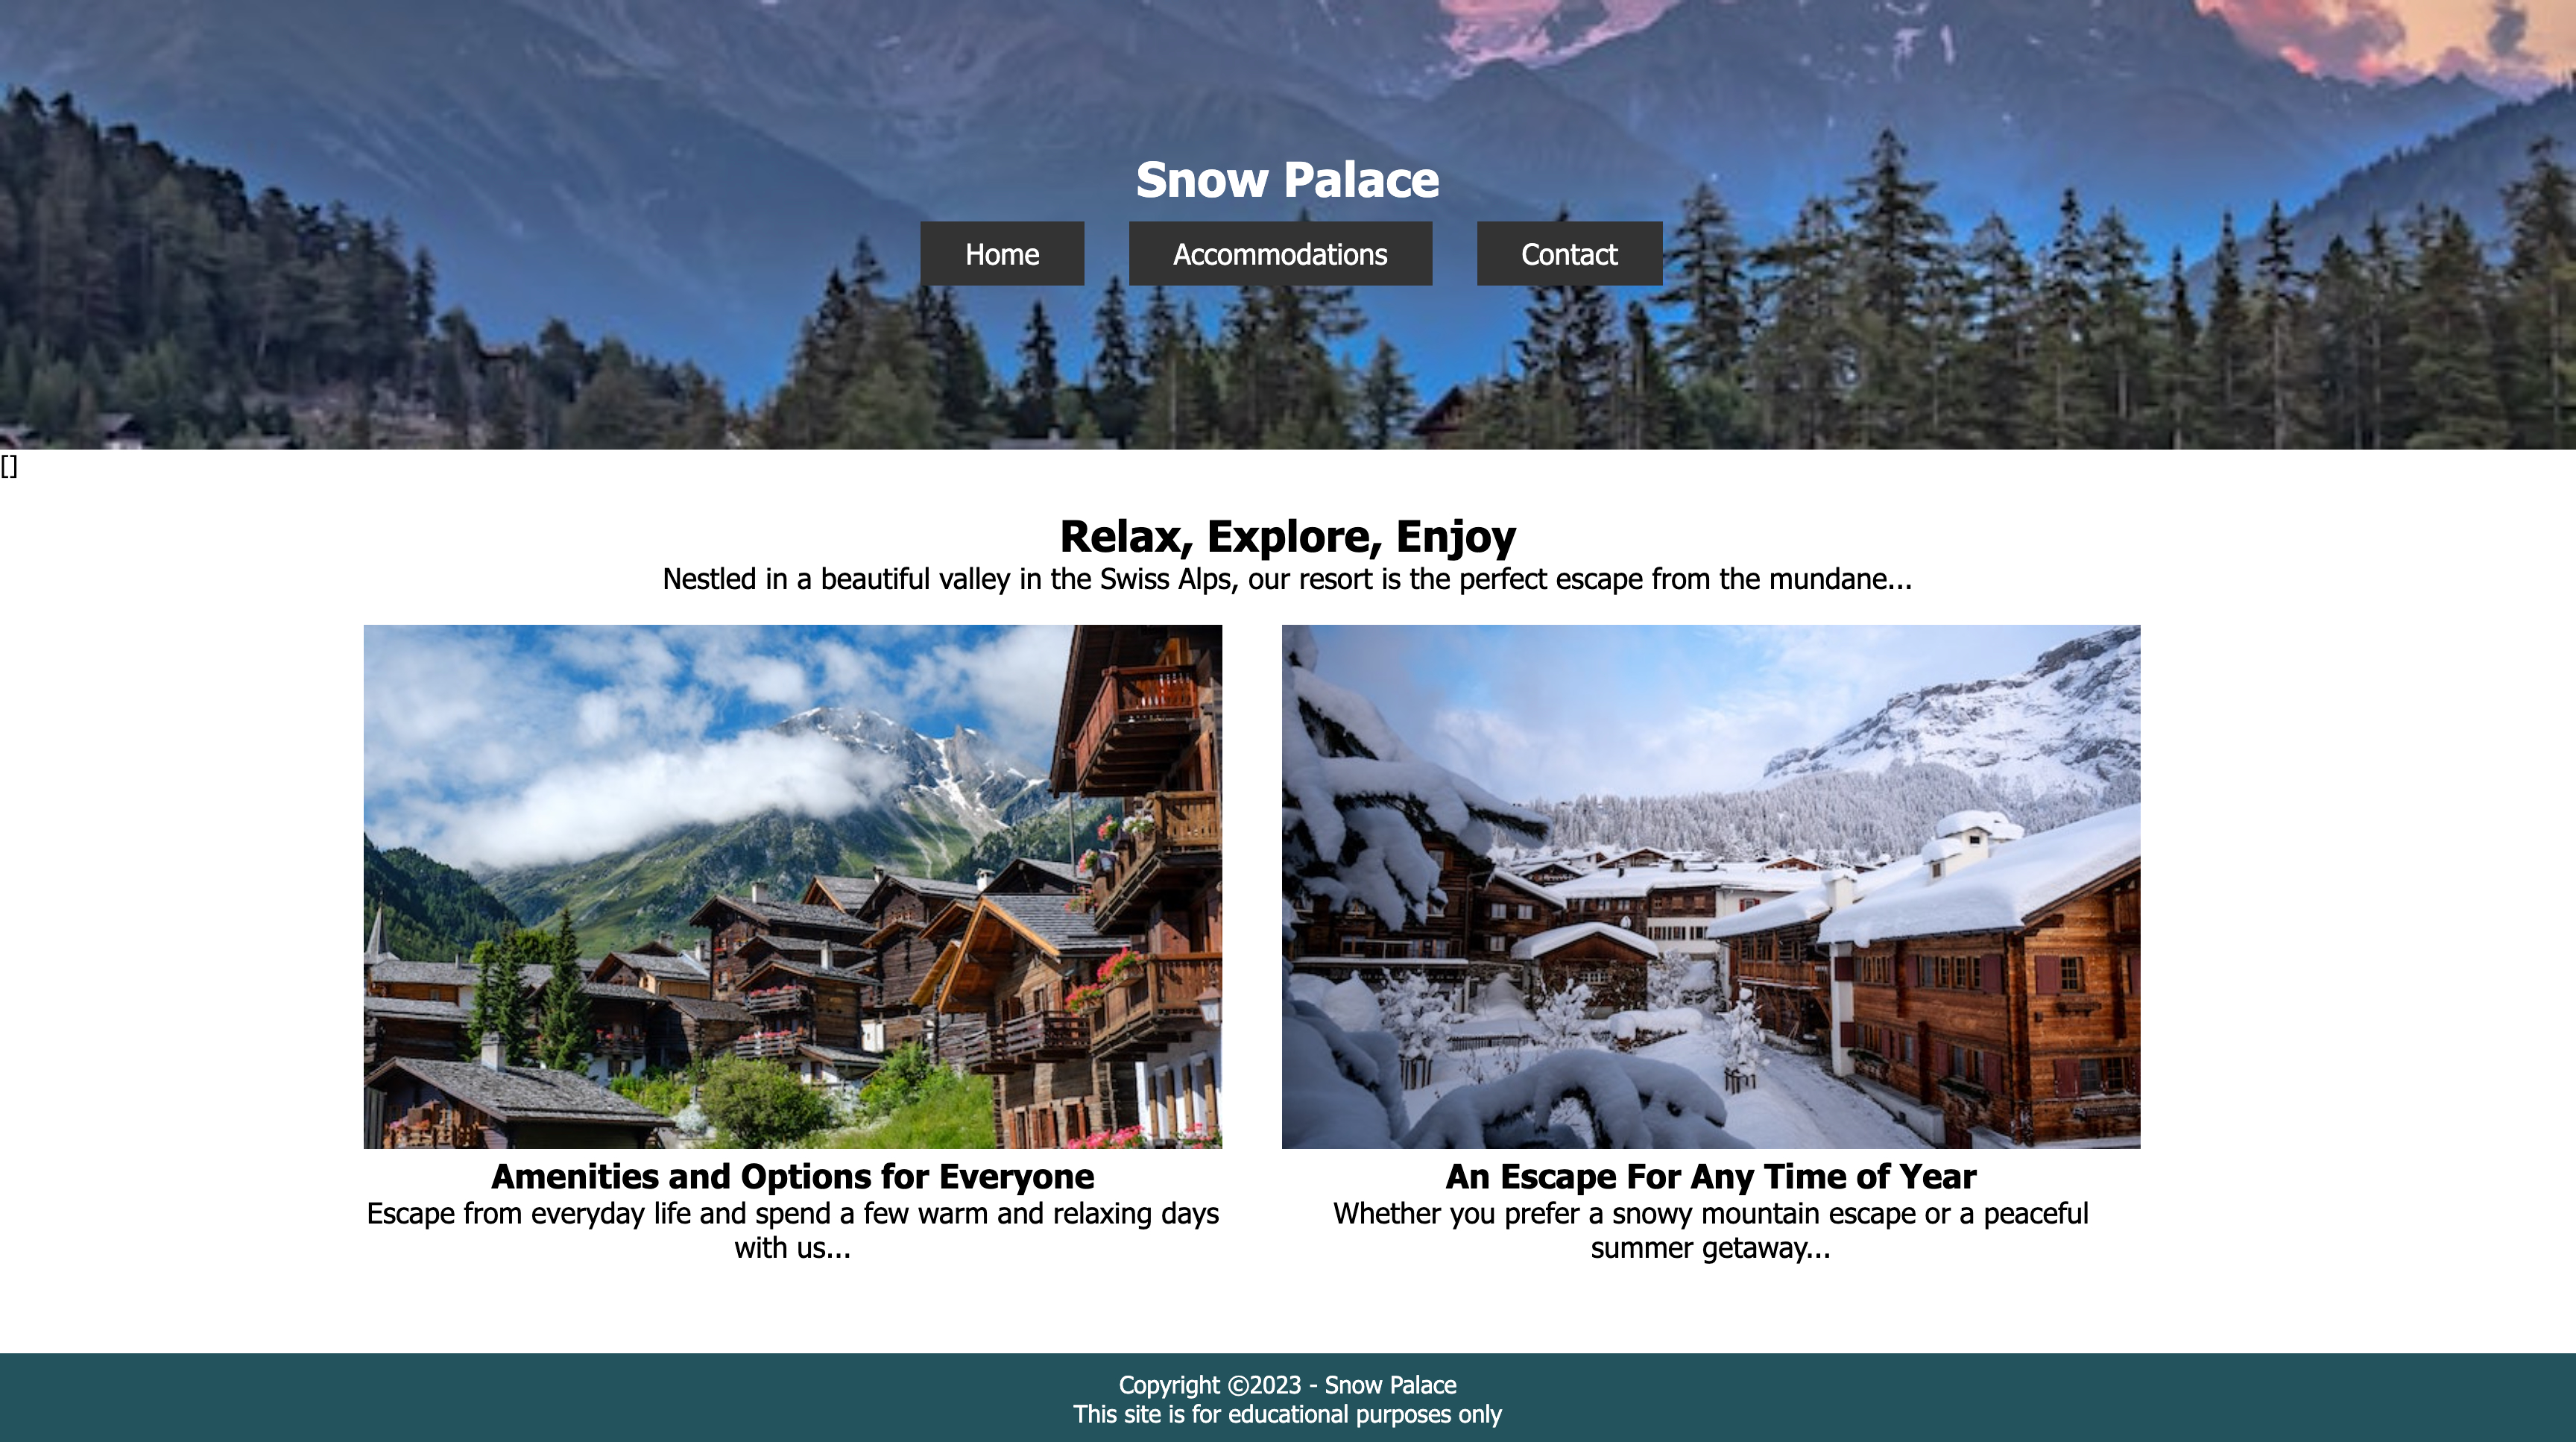 Snow Palace
Home Accommodations Contact
[]
Relax, Explore, Enjoy
Nestled in a beautiful valley in the Swiss Alps, our resort is the perfect escape from the mundane...
Amenities and Options for Everyone
Escape from everyday life and spend a few warm and relaxing days
with us...
An Escape For Any Time of Year
Whether you prefer a snowy mountain escape or a peaceful
summer getaway...
Copyright ©2023 - Snow Palace
This site is for educational purposes only